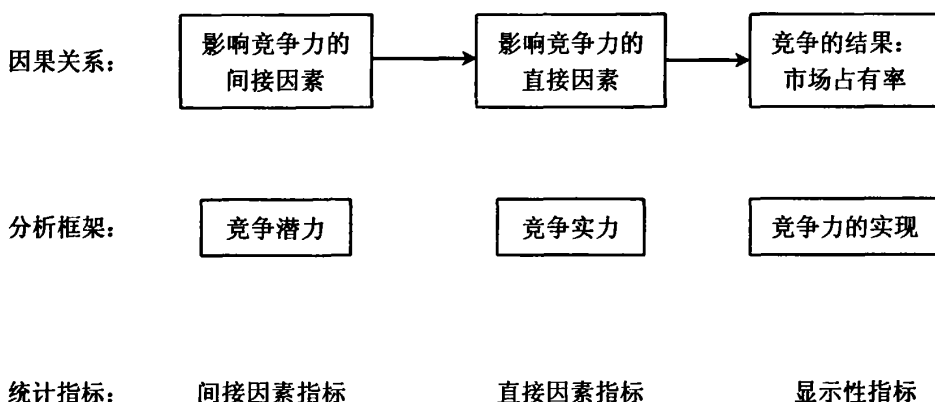 因果关系：
影响竞争力的
间接因素
影响竞争力的
直接因素
竞争的结果：
市场占有率
分析框架：
竞争潜力
竞争实力
竞争力的实现
统计指标：
间接因素指标
直接因素指标
显示性指标